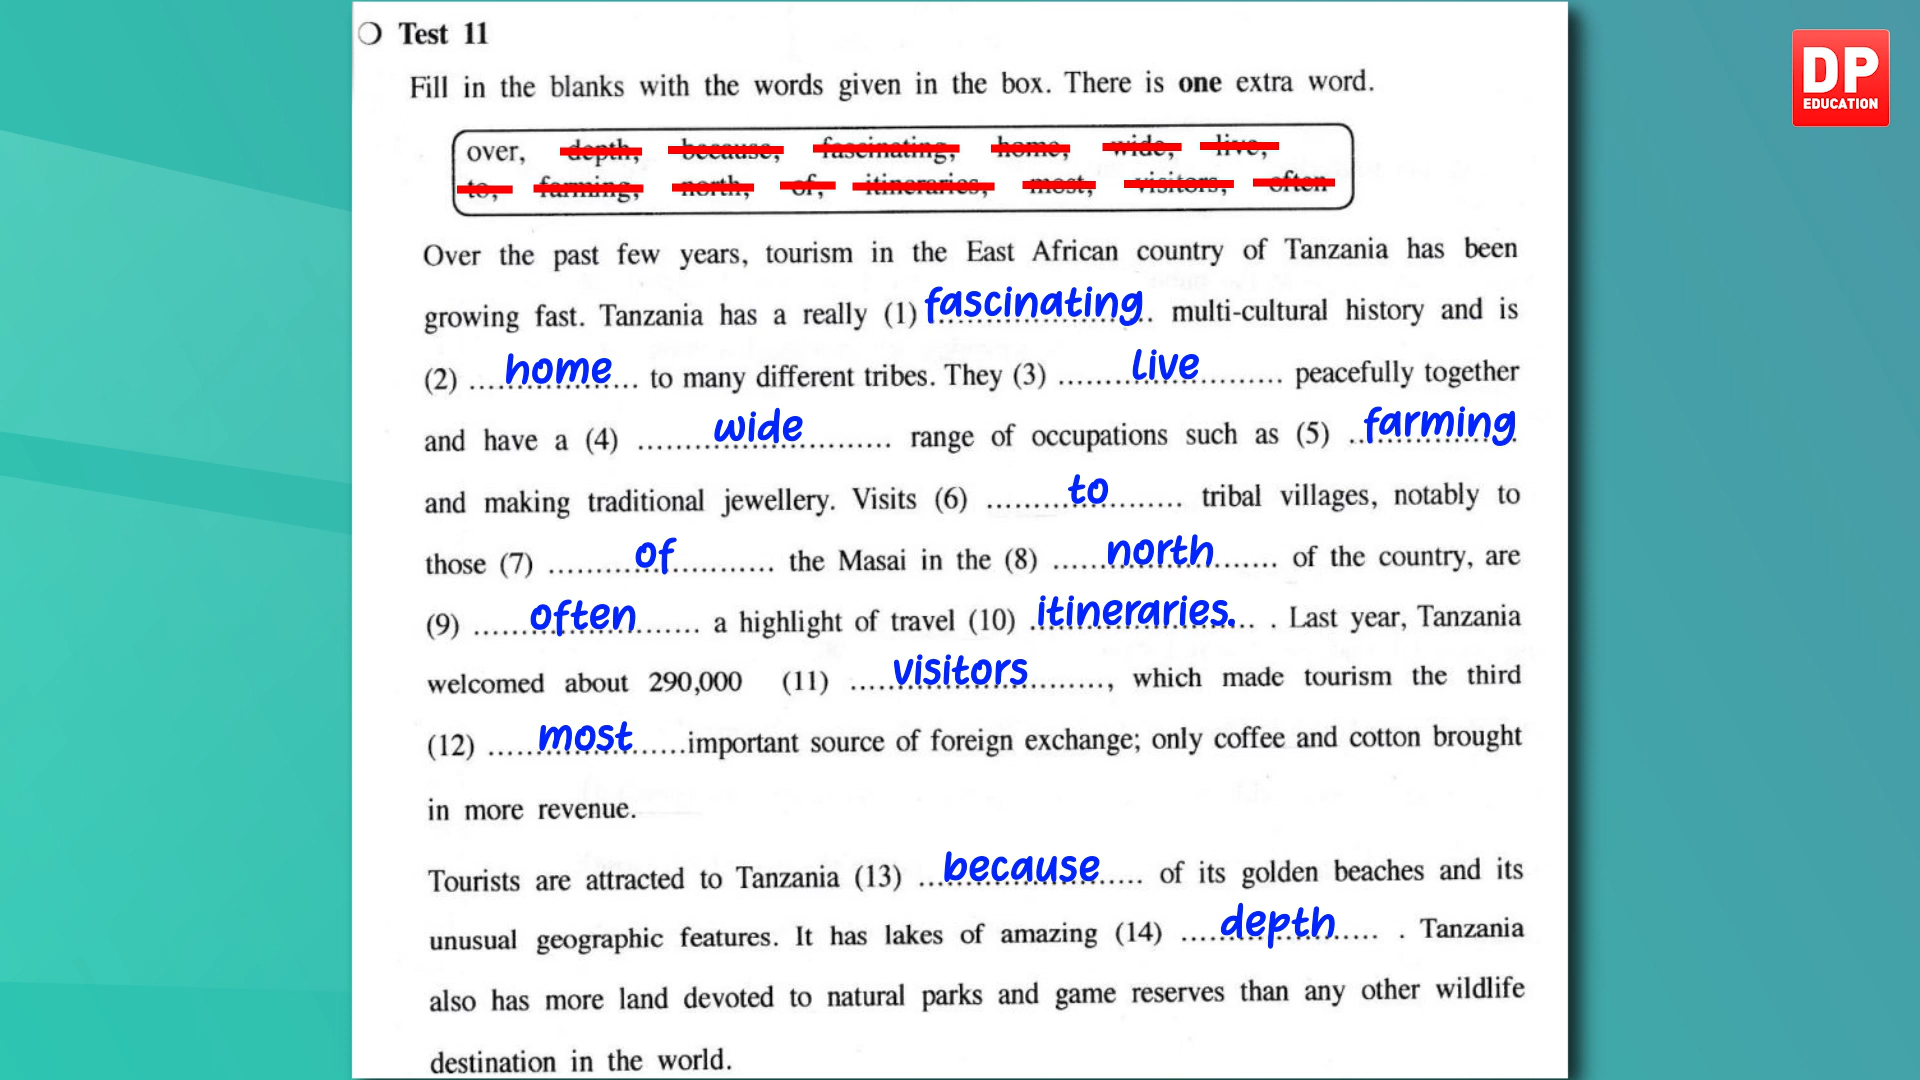 Test 11
DP
EDUCATION
Fill in the blanks with the words given in the box. There is one extra word.
over, depth, because, fascinating, home, wide, live,
to, farming, north, of, itineraries, most, visitors, often
Over the past few years, tourism in the East African country of Tanzania has been
growing fast. Tanzania has a really (1) fascinating multi-cultural history and is
(2) ....home.... to many different tribes. They (3) ........live........ peacefully together
and have a (4) ........wide........ range of occupations such as (5) ..farming
and making traditional jewellery. Visits (6) ........to........ tribal villages, notably to
those (7) ........of........ the Masai in the (8) .....north..... of the country, are
(9) .....often..... a highlight of travel (10) itineraries. . Last year, Tanzania
welcomed about 290,000 (11) ....visitors......, which made tourism the third
(12) .....most.....important source of foreign exchange; only coffee and cotton brought
in more revenue.
Tourists are attracted to Tanzania (13) ...because.... of its golden beaches and its
unusual geographic features. It has lakes of amazing (14) ....depth.... . Tanzania
also has more land devoted to natural parks and game reserves than any other wildlife
destination in the world.